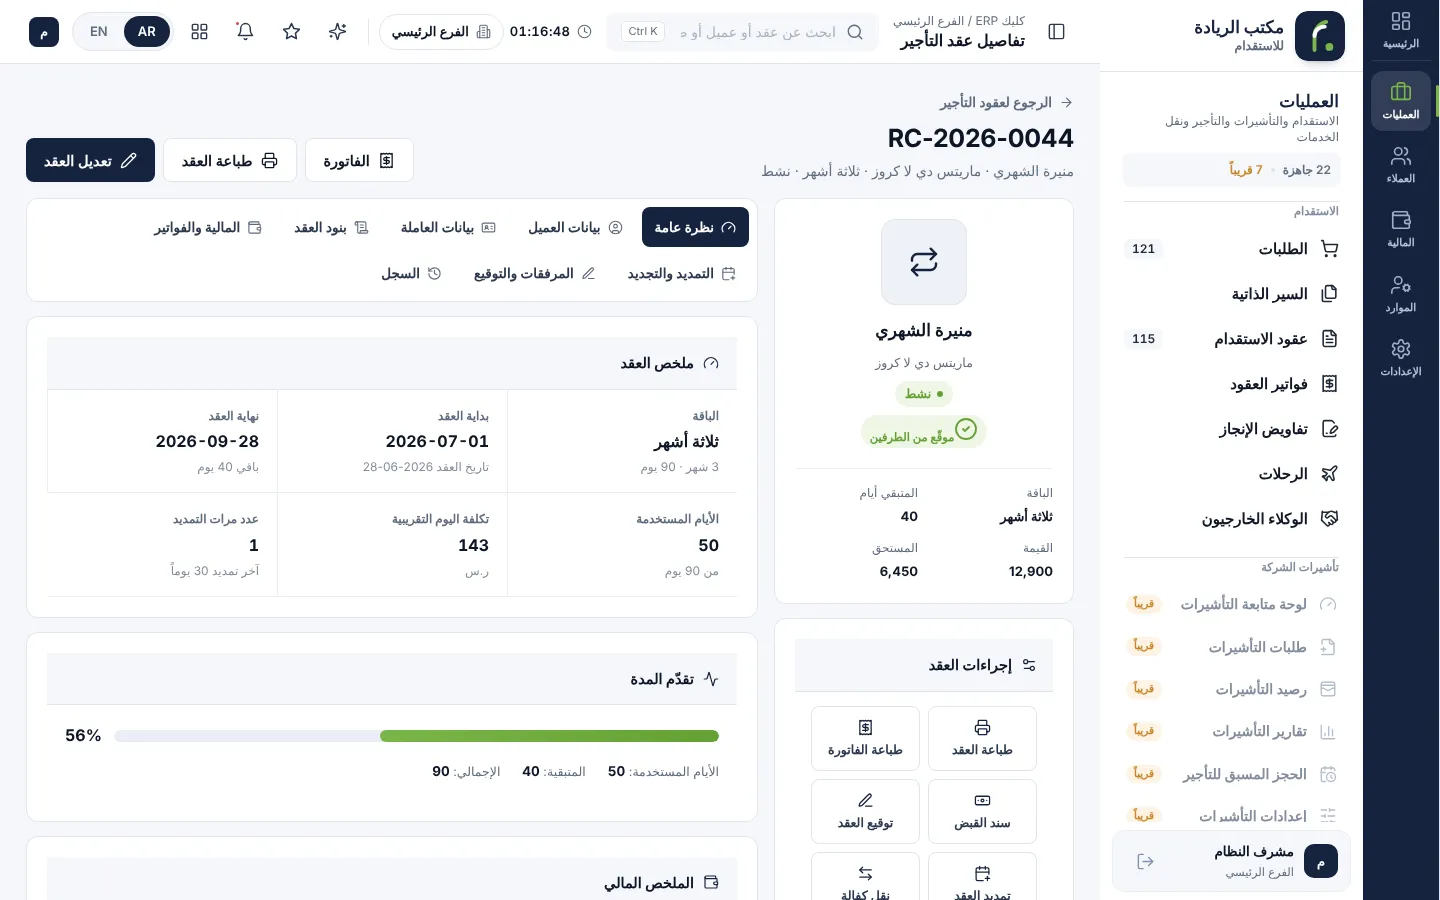 الرئيسية
العمليات
العملاء
المالية
الموارد
الإعدادات
مكتب الريادة
للاستقدام
العمليات
الاستقدام والتأشيرات والتأجير ونقل
الخدمات
22 جاهزة • 7 قريباً
الاستقدام
الطلبات 121
السير الذاتية
عقود الاستقدام 115
فواتير العقود
تفاويض الإنجاز
الرحلات
الوكلاء الخارجيون
تأشيرات الشركة
لوحة متابعة التأشيرات قريباً
طلبات التأشيرات قريباً
رصيد التأشيرات قريباً
تقارير التأشيرات قريباً
الحجز المسبق للتأجير قريباً
إعدادات التأشيرات قريباً
م
مشرف النظام
الفرع الرئيسي
كليك ERP / الفرع الرئيسي
تفاصيل عقد التأجير
ابحث عن عقد أو عميل أو ص Ctrl K
01:16:48
الفرع الرئيسي
AR EN
م
الرجوع لعقود التأجير
RC-2026-0044
منيرة الشهري · ماريتس دي لا كروز · ثلاثة أشهر · نشط
الفاتورة
طباعة العقد
تعديل العقد
منيرة الشهري
ماريتس دي لا كروز
نشط
موقّع من الطرفين
الباقة المتبقي أيام
ثلاثة أشهر 40
القيمة المستحق
12,900 6,450
إجراءات العقد
طباعة العقد
طباعة الفاتورة
سند القبض
توقيع العقد
تمديد العقد
نقل كفالة
نظرة عامة
بيانات العميل
بيانات العاملة
بنود العقد
المالية والفواتير
التمديد والتجديد
المرفقات والتوقيع
السجل
ملخص العقد
الباقة
ثلاثة أشهر
3 شهر · 90 يوم
بداية العقد
2026-07-01
تاريخ العقد 2026-06-28
نهاية العقد
2026-09-28
باقي 40 يوم
الأيام المستخدمة
50
من 90 يوم
تكلفة اليوم التقريبية
143
ر.س
عدد مرات التمديد
1
آخر تمديد 30 يوماً
تقدّم المدة
56%
الأيام المستخدمة: 50 المتبقية: 40 الإجمالي: 90
الملخص المالي